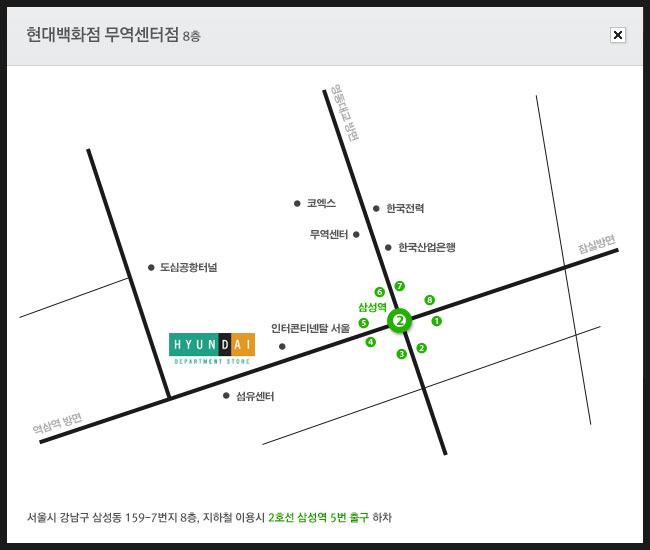 현대백화점 무역센터점 8층
영동대교 방면
코엑스
한국전력
무역센터
한국산업은행
잠실방면
도심공항터널
7
6
8
삼성역
2
1
5
인터콘티넨탈 서울
4
HYUNDAI
DEPARTMENT STORE
2
3
섬유센터
역삼역 방면
서울시 강남구 삼성동 159-7번지 8층, 지하철 이용시 2호선 삼성역 5번 출구 하차